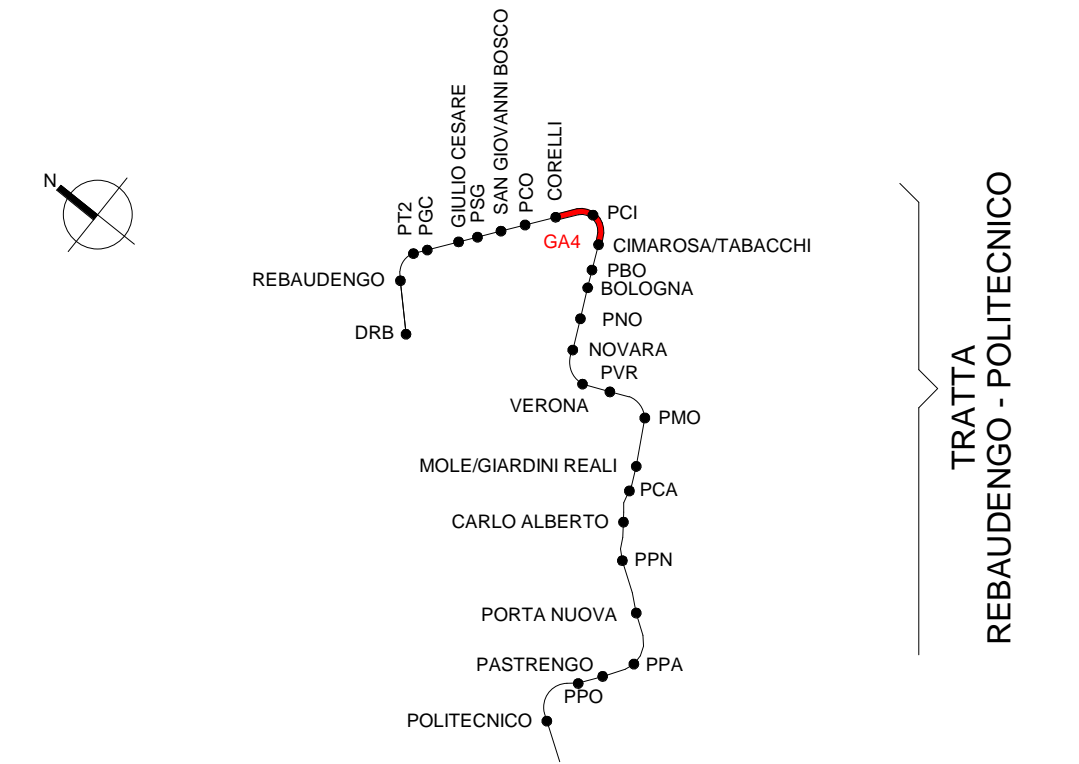 N
PT2
PGC
GIULIO CESARE
PSG
SAN GIOVANNI BOSCO
PCO
CORELLI
PCI
GA4
CIMAROSA/TABACCHI
REBAUDENGO
PBO
BOLOGNA
DRB
PNO
NOVARA
PVR
VERONA
PMO
MOLE/GIARDINI REALI
PCA
CARLO ALBERTO
PPN
PORTA NUOVA
PASTRENGO
PPA
PPO
POLITECNICO
TRATTA
REBAUDENGO - POLITECNICO